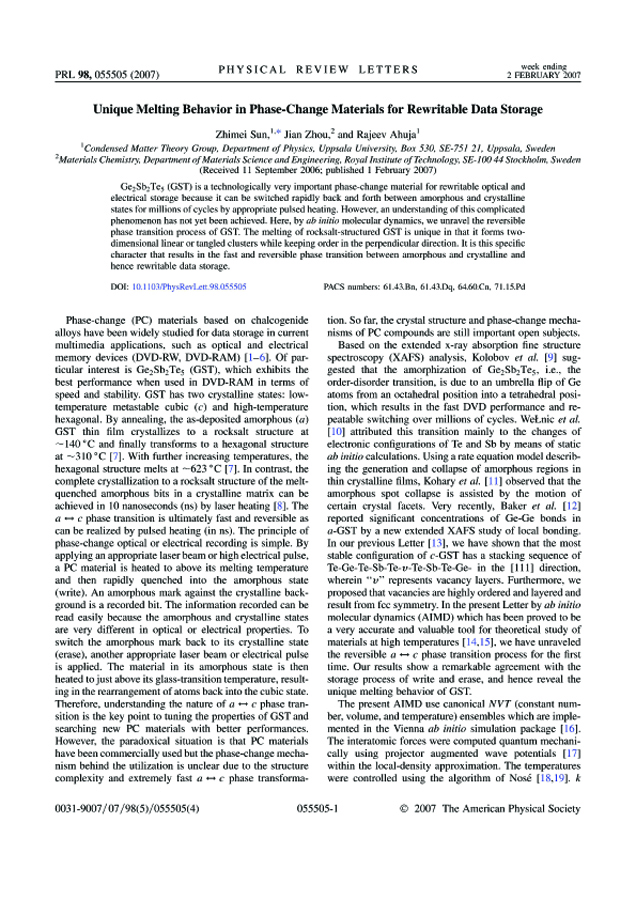 PRL 98, 055505 (2007)
PHYSICAL REVIEW LETTERS
week ending
2 FEBRUARY 2007
Unique Melting Behavior in Phase-Change Materials for Rewritable Data Storage
Zhimei Sun,1,* Jian Zhou,2 and Rajeev Ahuja1
1Condensed Matter Theory Group, Department of Physics, Uppsala University, Box 530, SE-751 21, Uppsala, Sweden
2Materials Chemistry, Department of Materials Science and Engineering, Royal Institute of Technology, SE-100 44 Stockholm, Sweden
(Received 11 September 2006; published 1 February 2007)
Ge2Sb2Te5 (GST) is a technologically very important phase-change material for rewritable optical and
electrical storage because it can be switched rapidly back and forth between amorphous and crystalline
states for millions of cycles by appropriate pulsed heating. However, an understanding of this complicated
phenomenon has not yet been achieved. Here, by ab initio molecular dynamics, we unravel the reversible
phase transition process of GST. The melting of rocksalt-structured GST is unique in that it forms two-
dimensional linear or tangled clusters while keeping order in the perpendicular direction. It is this specific
character that results in the fast and reversible phase transition between amorphous and crystalline and
hence rewritable data storage.
DOI: 10.1103/PhysRevLett.98.055505
PACS numbers: 61.43.Bn, 61.43.Dq, 64.60.Cn, 71.15.Pd
Phase-change (PC) materials based on chalcogenide
alloys have been widely studied for data storage in current
multimedia applications, such as optical and electrical
memory devices (DVD-RW, DVD-RAM) [1–6]. Of par-
ticular interest is Ge2Sb2Te5 (GST), which exhibits the
best performance when used in DVD-RAM in terms of
speed and stability. GST has two crystalline states: low-
temperature metastable cubic (c) and high-temperature
hexagonal. By annealing, the as-deposited amorphous (a)
GST thin film crystallizes to a rocksalt structure at
~140 °C and finally transforms to a hexagonal structure
at ~310 °C [7]. With further increasing temperatures, the
hexagonal structure melts at ~623 °C [7]. In contrast, the
complete crystallization to a rocksalt structure of the melt-
quenched amorphous bits in a crystalline matrix can be
achieved in 10 nanoseconds (ns) by laser heating [8]. The
a ↔ c phase transition is ultimately fast and reversible as
can be realized by pulsed heating (in ns). The principle of
phase-change optical or electrical recording is simple. By
applying an appropriate laser beam or high electrical pulse,
a PC material is heated to above its melting temperature
and then rapidly quenched into the amorphous state
(write). An amorphous mark against the crystalline back-
ground is a recorded bit. The information recorded can be
read easily because the amorphous and crystalline states
are very different in optical or electrical properties. To
switch the amorphous mark back to its crystalline state
(erase), another appropriate laser beam or electrical pulse
is applied. The material in its amorphous state is then
heated to just above its glass-transition temperature, result-
ing in the rearrangement of atoms back into the cubic state.
Therefore, understanding the nature of a ↔ c phase tran-
sition is the key point to tuning the properties of GST and
searching new PC materials with better performances.
However, the paradoxical situation is that PC materials
have been commercially used but the phase-change mecha-
nism behind the utilization is unclear due to the structure
complexity and extremely fast a ↔ c phase transforma-
tion. So far, the crystal structure and phase-change mecha-
nisms of PC compounds are still important open subjects.
Based on the extended x-ray absorption fine structure
spectroscopy (XAFS) analysis, Kolobov et al. [9] sug-
gested that the amorphization of Ge2Sb2Te5, i.e., the
order-disorder transition, is due to an umbrella flip of Ge
atoms from an octahedral position into a tetrahedral posi-
tion, which results in the fast DVD performance and re-
peatable switching over millions of cycles. Wełnic et al.
[10] attributed this transition mainly to the changes of
electronic configurations of Te and Sb by means of static
ab initio calculations. Using a rate equation model describ-
ing the generation and collapse of amorphous regions in
thin crystalline films, Kohary et al. [11] observed that the
amorphous spot collapse is assisted by the motion of
certain crystal facets. Very recently, Baker et al. [12]
reported significant concentrations of Ge-Ge bonds in
a-GST by a new extended XAFS study of local bonding.
In our previous Letter [13], we have shown that the most
stable configuration of c-GST has a stacking sequence of
Te-Ge-Te-Sb-Te-v-Te-Sb-Te-Ge- in the [111] direction,
wherein “v” represents vacancy layers. Furthermore, we
proposed that vacancies are highly ordered and layered and
result from fcc symmetry. In the present Letter by ab initio
molecular dynamics (AIMD) which has been proved to be
a very accurate and valuable tool for theoretical study of
materials at high temperatures [14,15], we have unraveled
the reversible a ↔ c phase transition process for the first
time. Our results show a remarkable agreement with the
storage process of write and erase, and hence reveal the
unique melting behavior of GST.
The present AIMD use canonical NVT (constant num-
ber, volume, and temperature) ensembles which are imple-
mented in the Vienna ab initio simulation package [16].
The interatomic forces were computed quantum mechani-
cally using projector augmented wave potentials [17]
within the local-density approximation. The temperatures
were controlled using the algorithm of Nosé [18,19]. k
0031-9007/07/98(5)/055505(4)
055505-1
© 2007 The American Physical Society